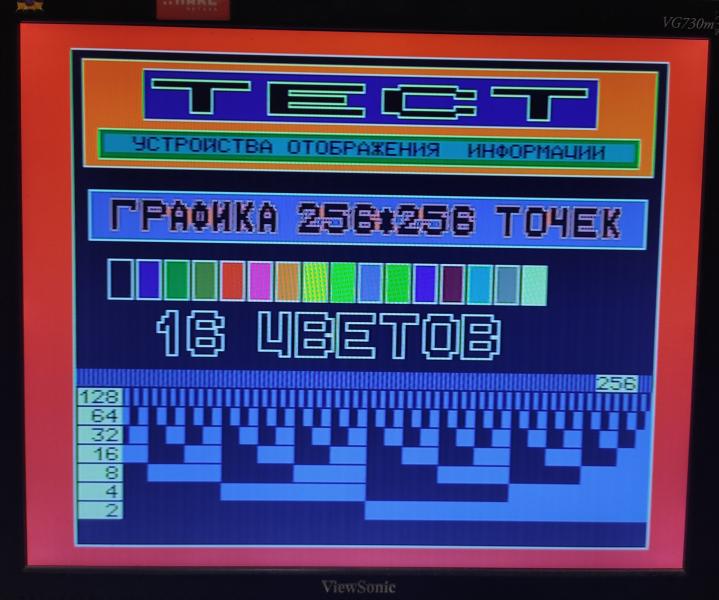 VG730m
ТЕСТ
УСТРОЙСТВА ОТОБРАЖЕНИЯ ИНФОРМАЦИИ
ГРАФИКА 256*256 ТОЧЕК
16 ЦВЕТОВ
256
128
64
32
16
8
4
2
ViewSonic